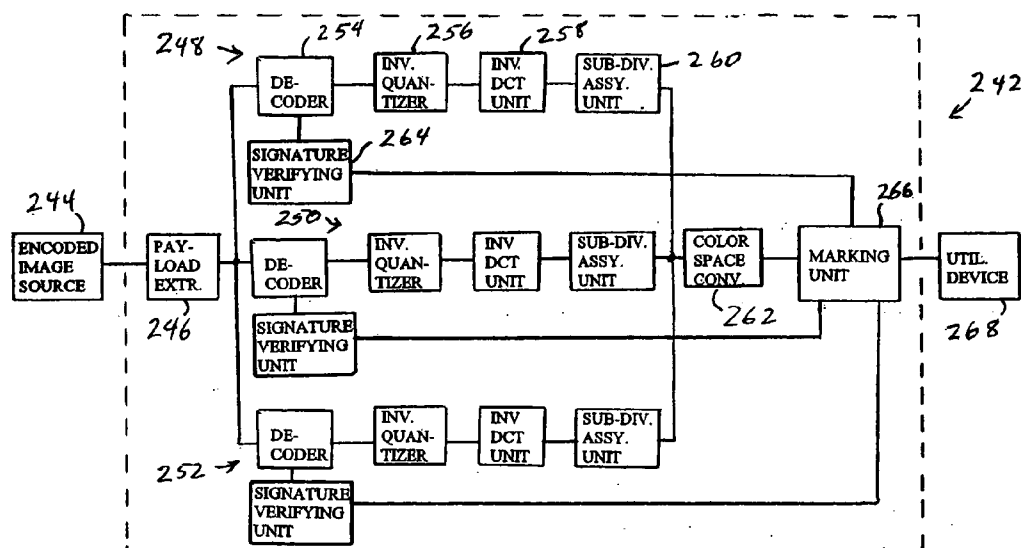 254
256
258
248
DE-
CODER
INV.
QUAN-
TIZER
INV.
DCT
UNIT
SUB-DIV.
ASSY.
UNIT
260
242
SIGNATURE
VERIFYING
UNIT
264
244
250
266
ENCODED
IMAGE
SOURCE
PAY-
LOAD
EXTR.
DE-
CODER
INV.
QUAN-
TIZER
INV
DCT
UNIT
SUB-DIV.
ASSY.
UNIT
COLOR
SPACE
CONV.
MARKING
UNIT
UTIL.
DEVICE
246
262
268
SIGNATURE
VERIFYING
UNIT
DE-
CODER
INV.
QUAN-
TIZER
INV
DCT
UNIT
SUB-DIV.
ASSY.
UNIT
252
SIGNATURE
VERIFYING
UNIT